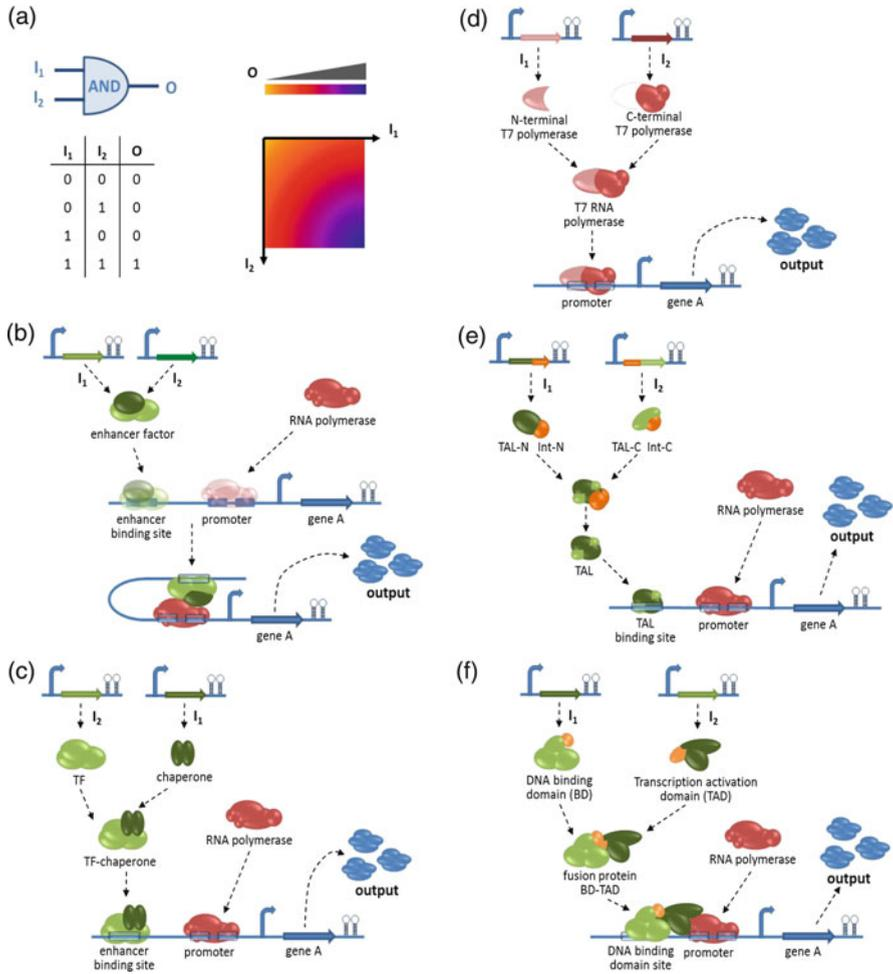 (a)
I1
I2
AND
O
I1 I2 O
0 0 0
0 1 0
1 0 0
1 1 1
O
I1
I2
(b)
I1
I2
enhancer factor
RNA polymerase
enhancer
binding site
promoter
gene A
gene A
output
(c)
I2
I1
TF
chaperone
TF-chaperone
RNA polymerase
enhancer
binding site
promoter
gene A
output
(d)
I1
I2
N-terminal
T7 polymerase
C-terminal
T7 polymerase
T7 RNA
polymerase
promoter
gene A
output
(e)
I1
I2
TAL-N Int-N
TAL-C Int-C
TAL
RNA polymerase
TAL
binding site
promoter
gene A
output
(f)
I1
I2
DNA binding
domain (BD)
Transcription activation
domain (TAD)
fusion protein
BD-TAD
RNA polymerase
DNA binding
domain site
promoter
gene A
output